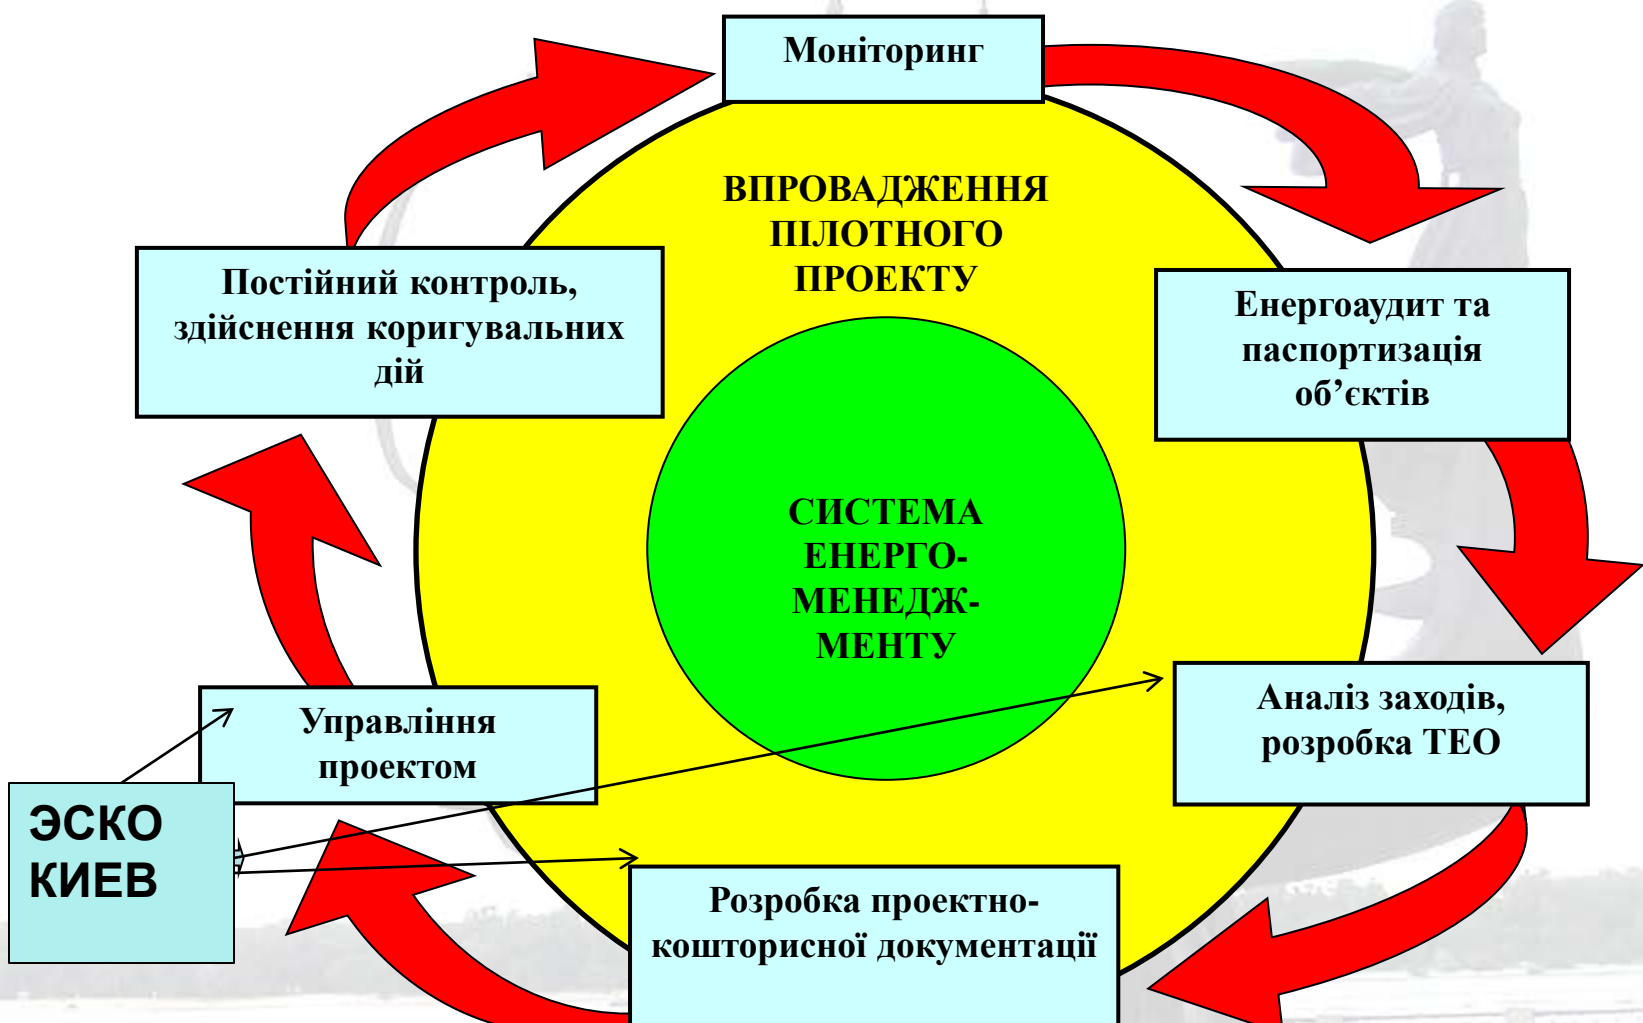 Моніторинг
ВПРОВАДЖЕННЯ
ПІЛОТНОГО
ПРОЕКТУ
Постійний контроль,
здійснення коригувальних
дій
Енергоаудит та
паспортизація
об’єктів
СИСТЕМА
ЕНЕРГО-
МЕНЕДЖ-
МЕНТУ
Управління
проектом
Аналіз заходів,
розробка ТЕО
ЭСКО
КИЕВ
Розробка проектно-
кошторисної документації